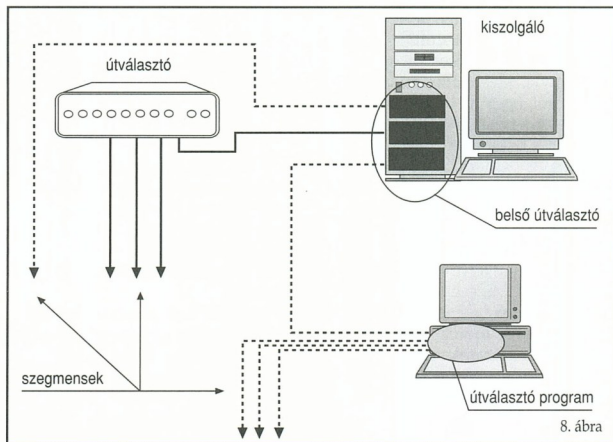 kiszolgáló
útválasztó
belső útválasztó
szegmensek
útválasztó program
8. ábra